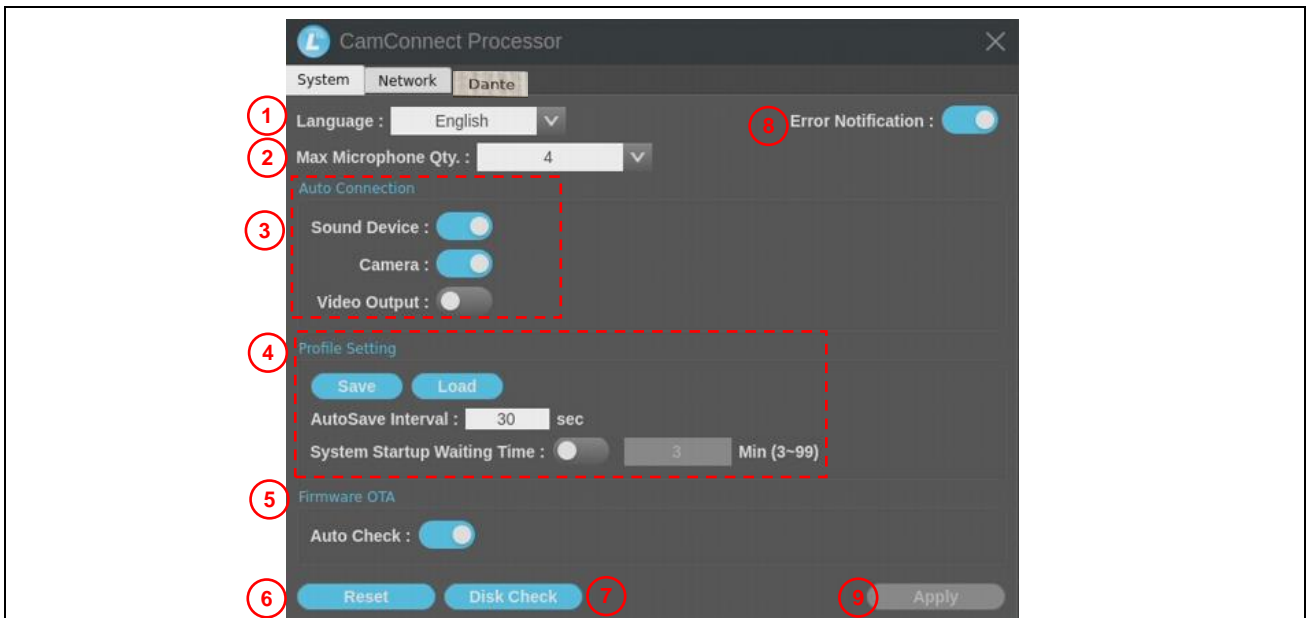 L CamConnect Processor
System Network Dante
1 Language : English 8 Error Notification :
2 Max Microphone Qty. : 4
Auto Connection
3 Sound Device :
Camera :
Video Output :
4 Profile Setting
Save Load
AutoSave Interval : 30 sec
System Startup Waiting Time : 3 Min (3~99)
5 Firmware OTA
Auto Check :
6 Reset Disk Check 7 9 Apply